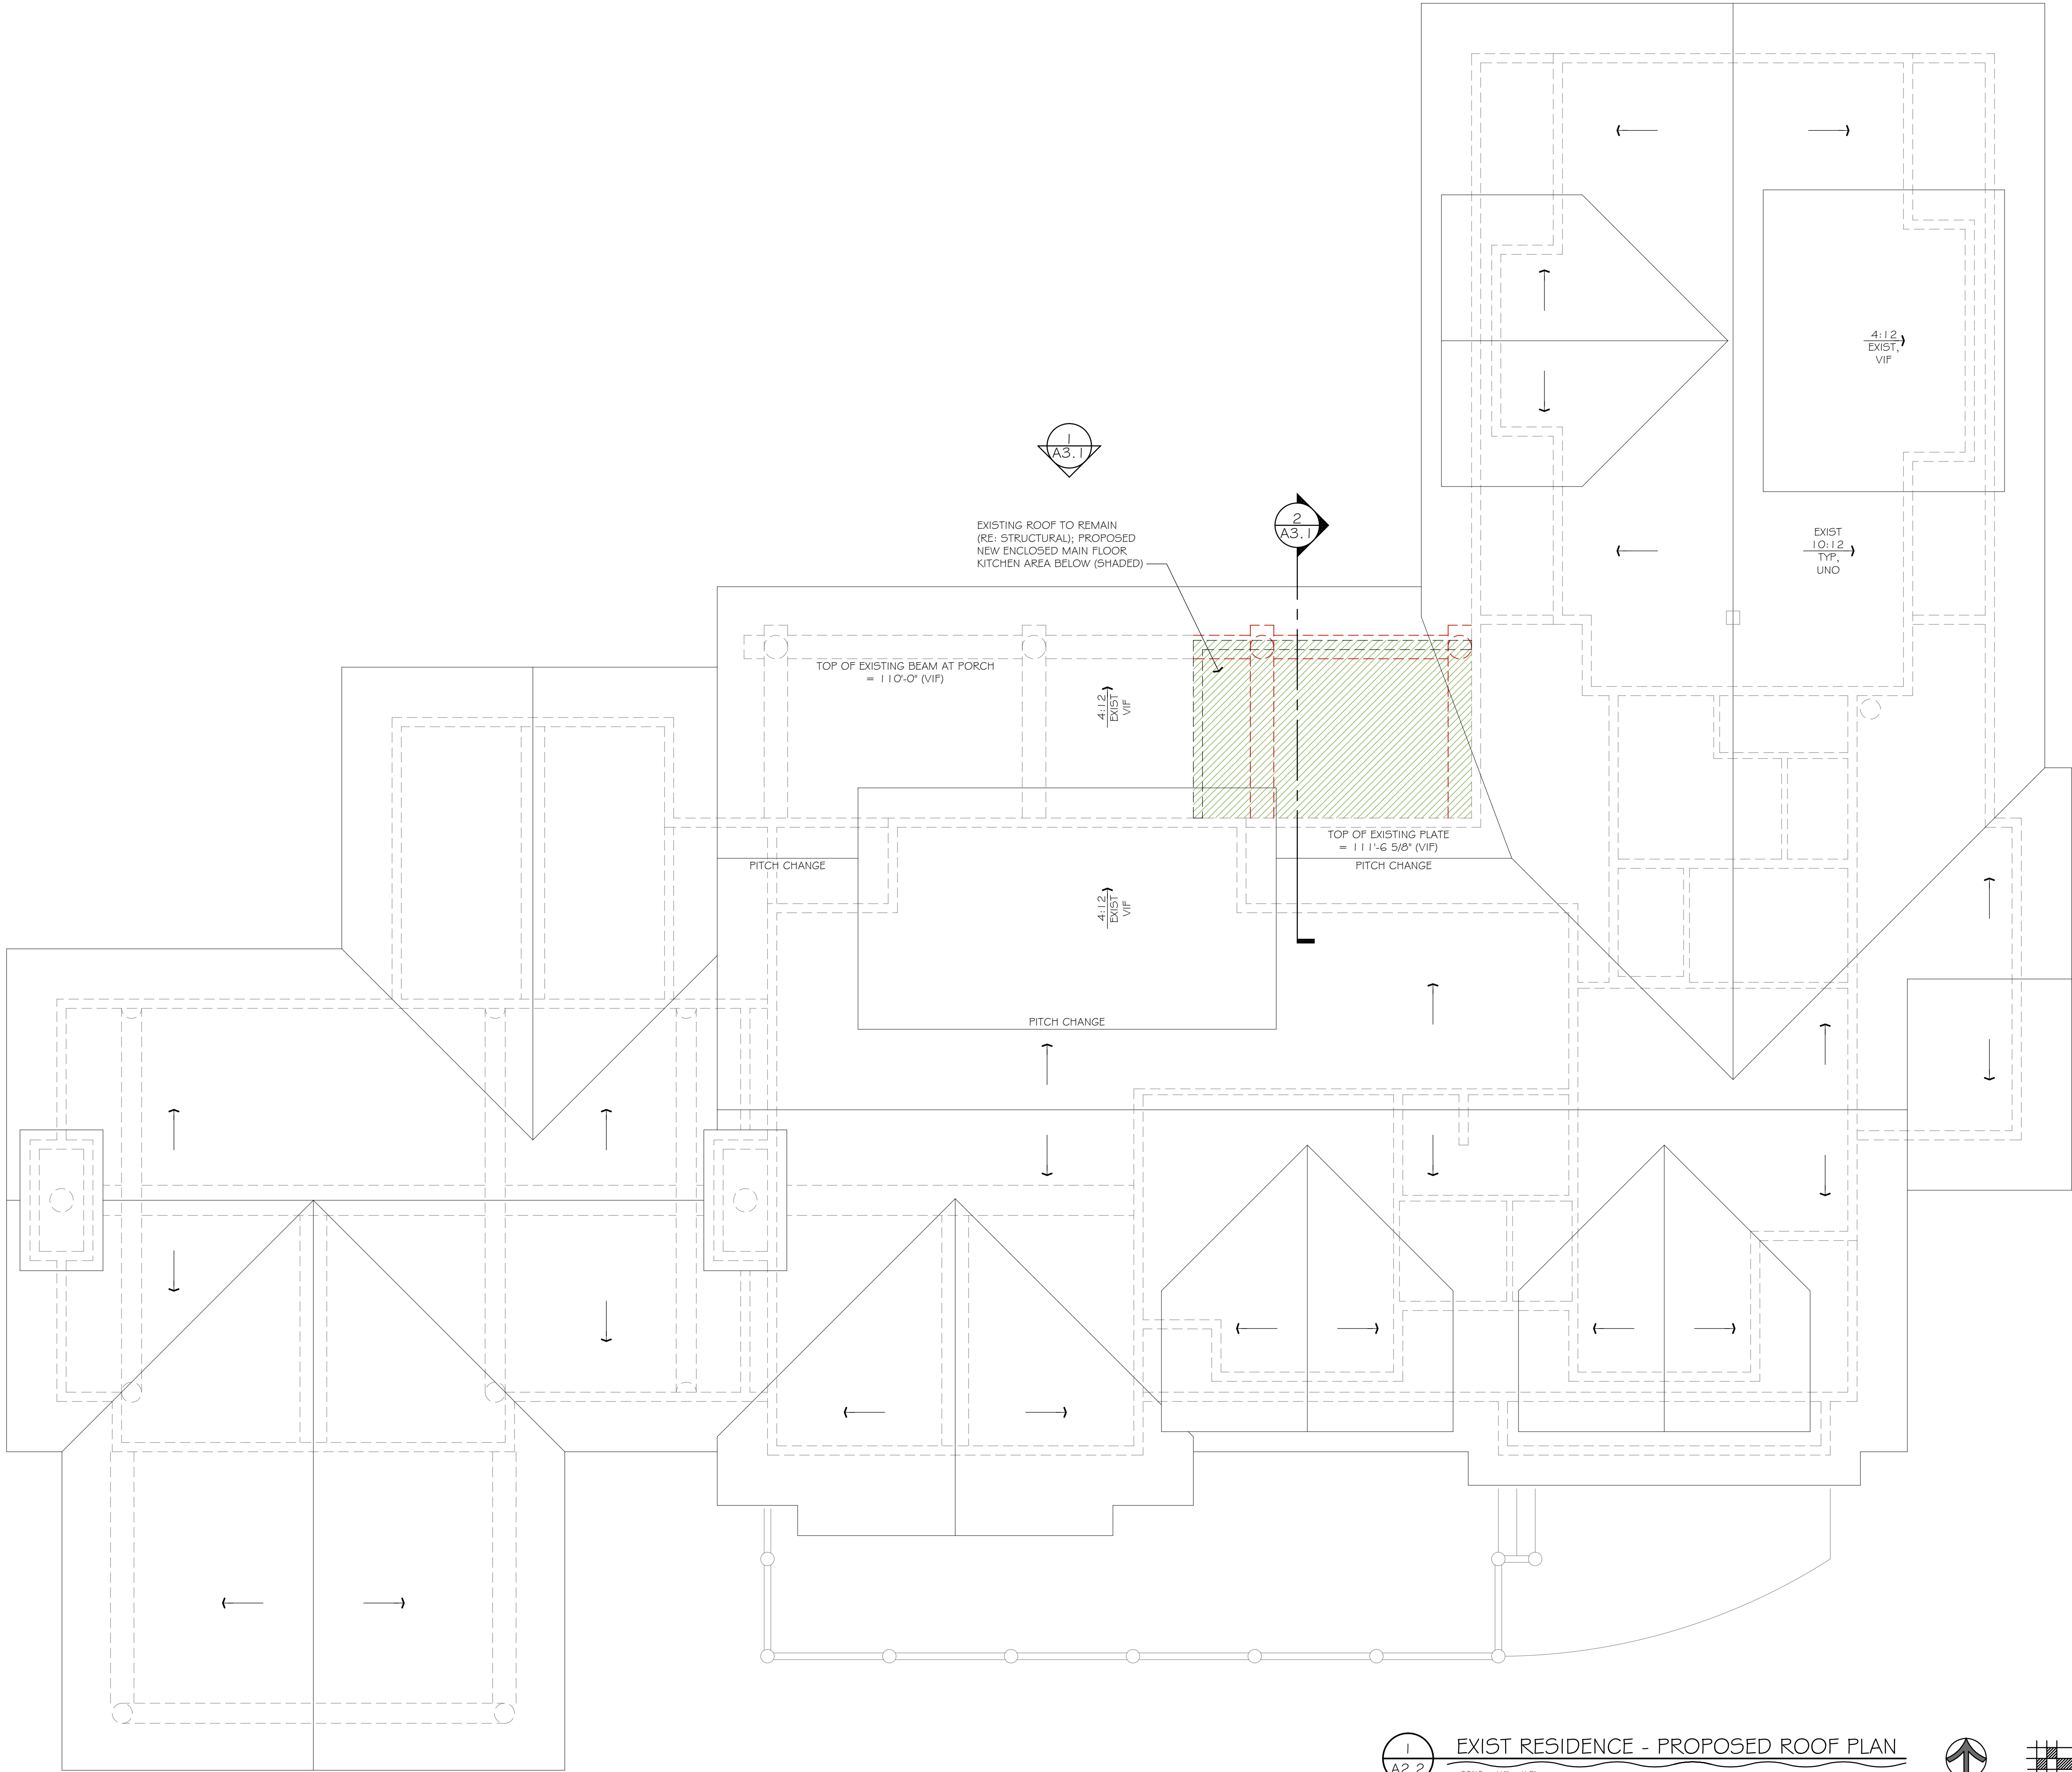 4:12
EXIST,
VIF
1
A3.1
2
A3.1
EXISTING ROOF TO REMAIN
(RE: STRUCTURAL); PROPOSED
NEW ENCLOSED MAIN FLOOR
KITCHEN AREA BELOW (SHADED)
EXIST
10:12
TYP,
UNO
TOP OF EXISTING BEAM AT PORCH
= 110'-0" (VIF)
4:12
EXIST
VIF
TOP OF EXISTING PLATE
= 111'-6 5/8" (VIF)
PITCH CHANGE
PITCH CHANGE
4:12
EXIST
VIF
PITCH CHANGE
1
A2.2
EXIST RESIDENCE - PROPOSED ROOF PLAN